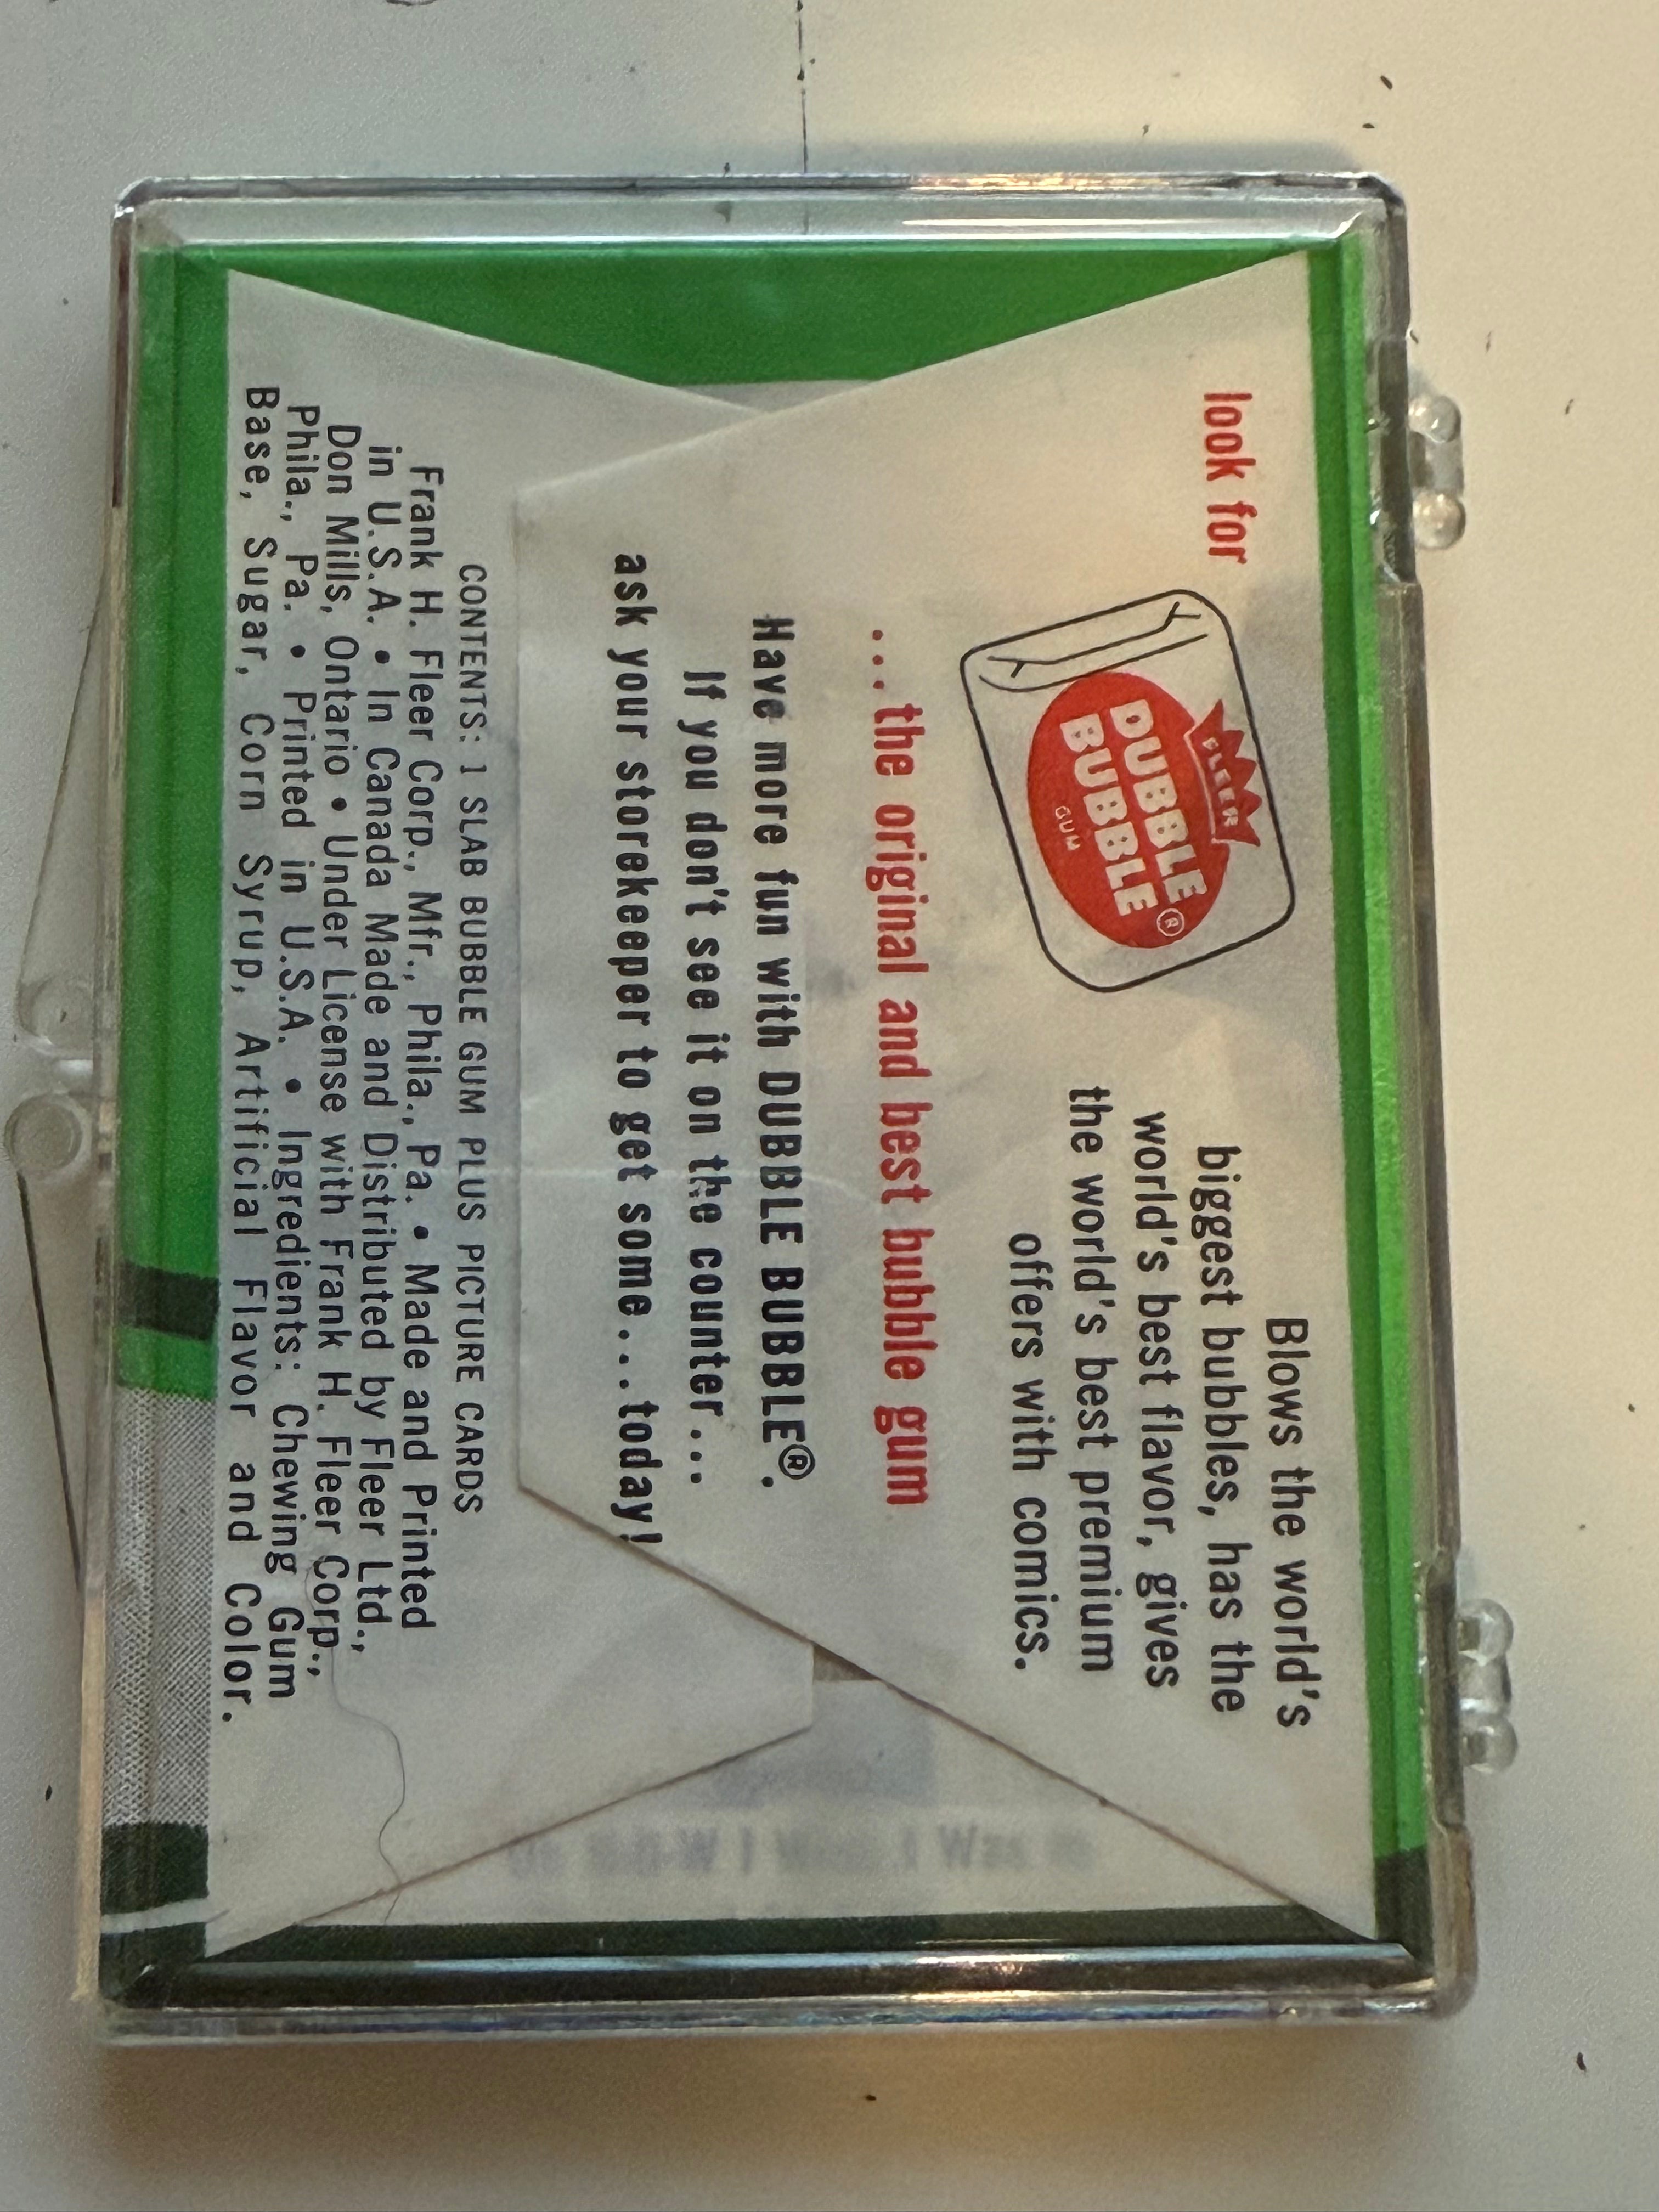 look for
FLEER
DUBBLE
BUBBLE®
GUM
Blows the world's
biggest bubbles, has the
world's best flavor, gives
the world's best premium
offers with comics.
...the original and best bubble gum
Have more fun with DUBBLE BUBBLE®.
If you don't see it on the counter...
ask your storekeeper to get some...today!
CONTENTS: 1 SLAB BUBBLE GUM PLUS PICTURE CARDS
Frank H. Fleer Corp., Mfr., Phila., Pa. • Made and Printed
in U.S.A. • In Canada Made and Distributed by Fleer Ltd.,
Don Mills, Ontario • Under License with Frank H. Fleer Corp.,
Phila., Pa. • Printed in U.S.A. • Ingredients: Chewing Gum
Base, Sugar, Corn Syrup, Artificial Flavor and Color.